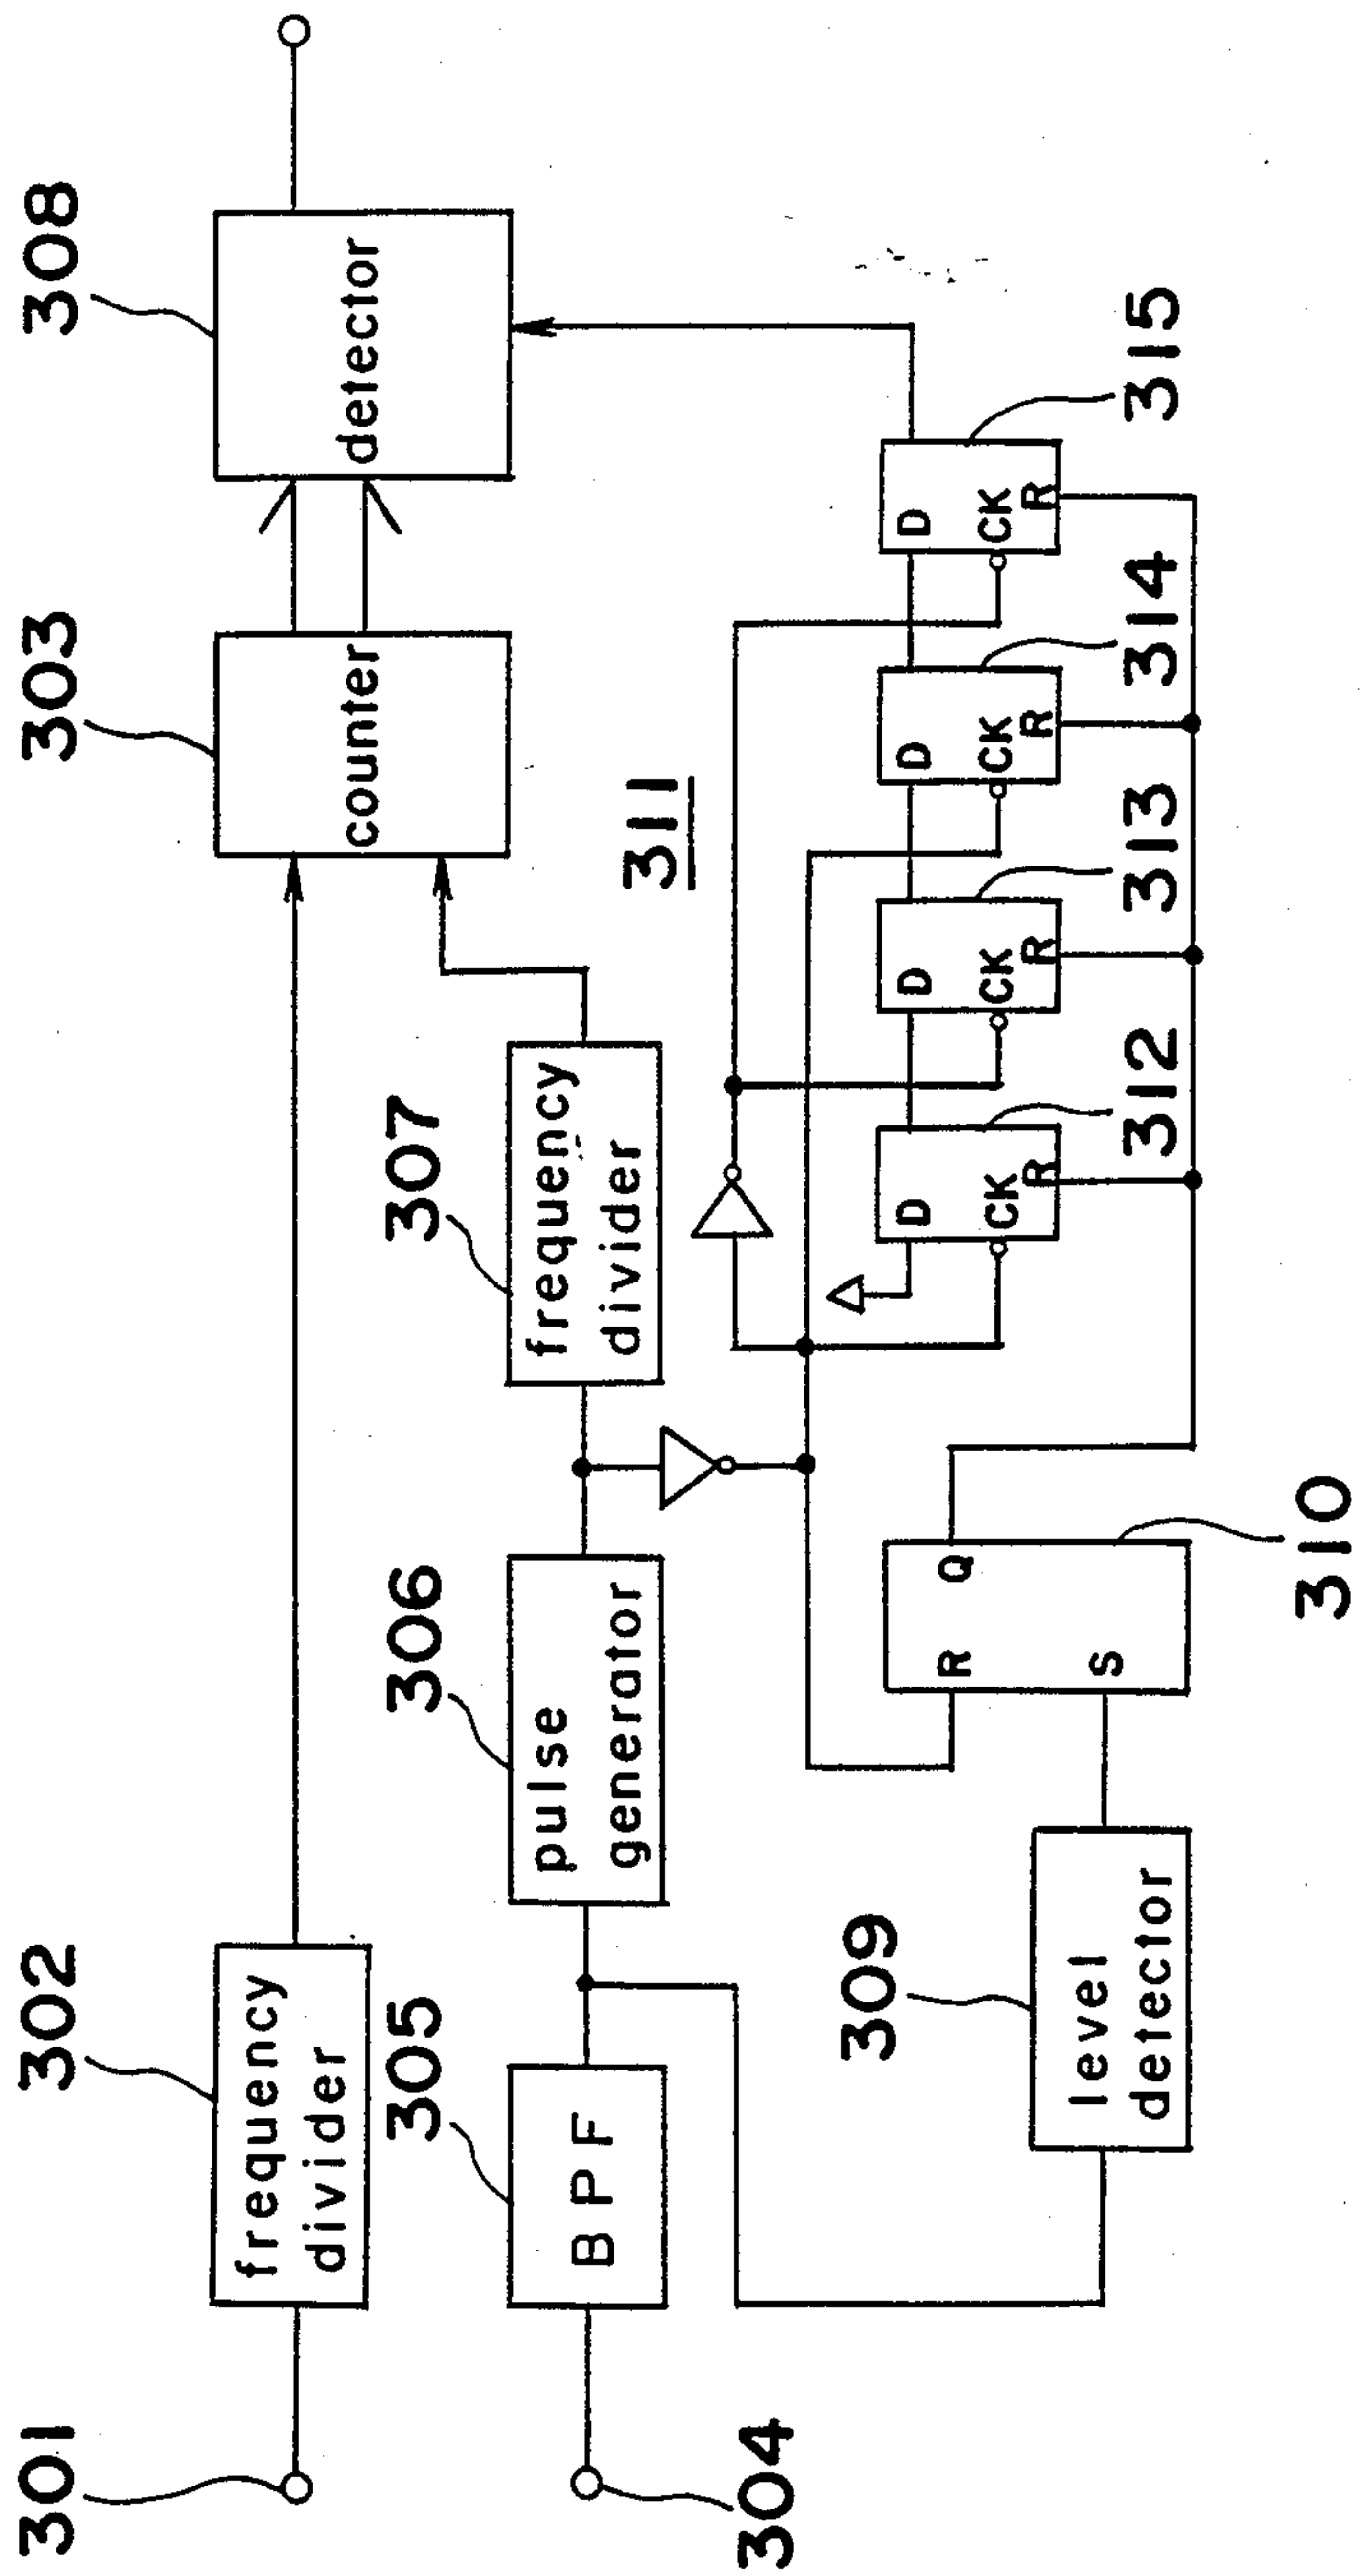 301
302
frequency
divider
303
counter
308
detector
304
305
BPF
306
pulse
generator
307
frequency
divider
311
309
level
detector
R
S
Q
310
D
CK
R
312
D
CK
R
313
D
CK
R
314
D
CK
R
315